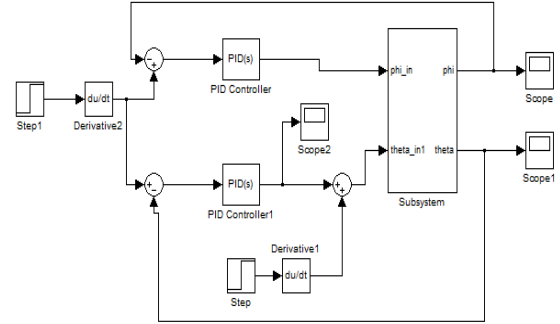 PID(s)
PID Controller
phi_in
phi
Scope
du/dt
Step1
Derivative2
Scope2
theta_in1
theta
Scope1
PID(s)
PID Controller1
Subsystem
Derivative1
du/dt
Step